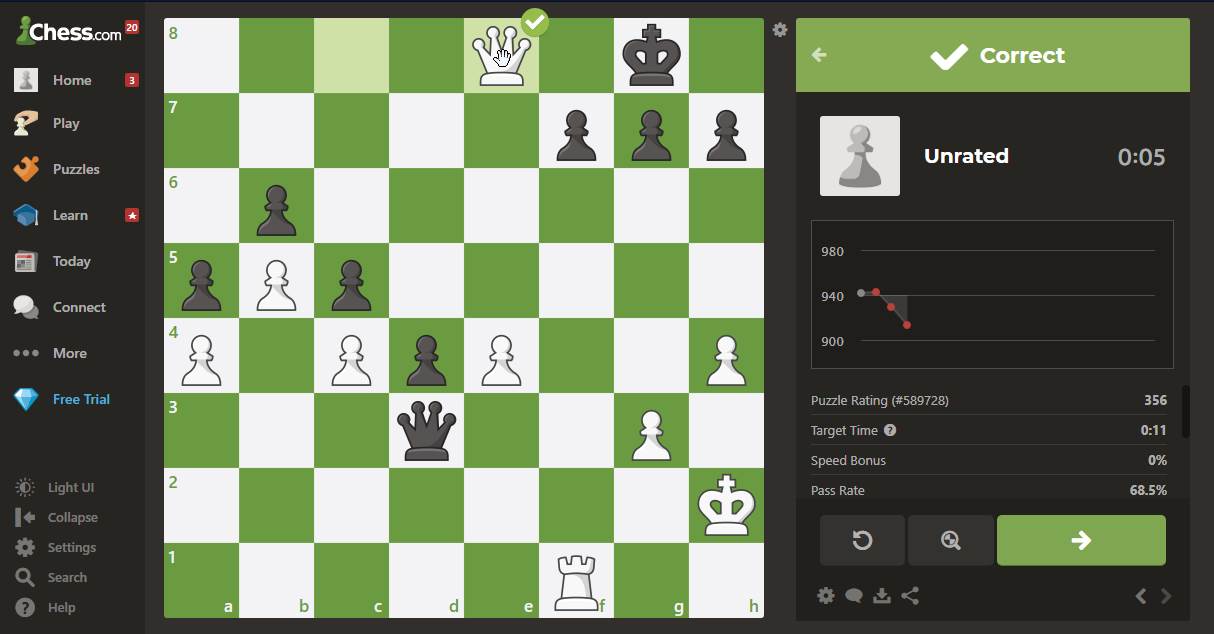 Chess.com 20
Home 3
Play
Puzzles
Learn
Today
Connect
More
Free Trial
Light UI
Collapse
Settings
Search
Help
8
7
6
5
4
3
2
1
a b c d e f g h
Correct
Unrated 0:05
980
940
900
Puzzle Rating (#589728) 356
Target Time ? 0:11
Speed Bonus 0%
Pass Rate 68.5%